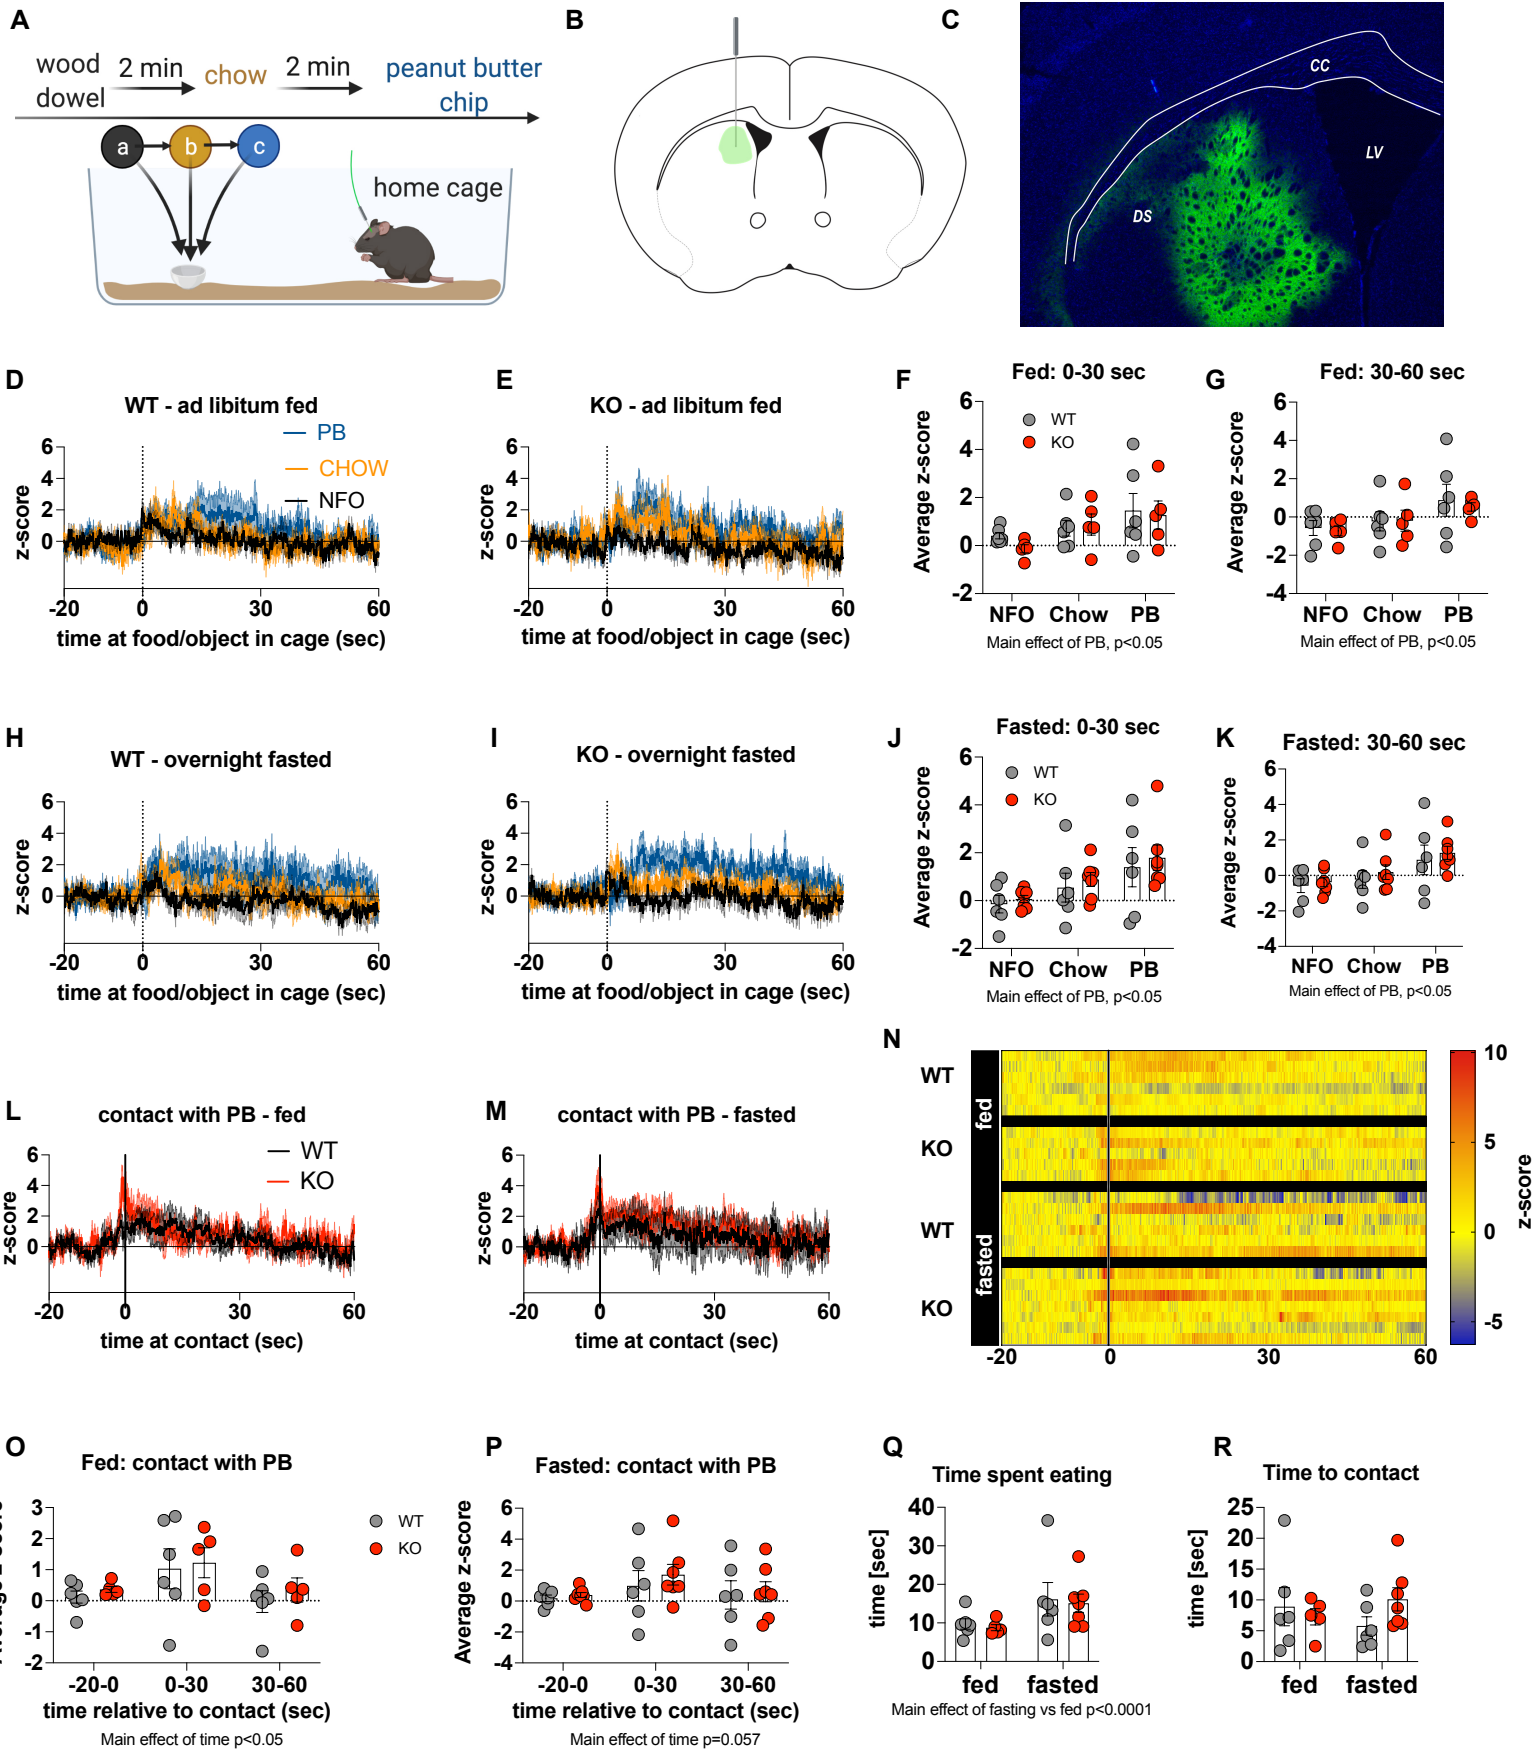 A
wood dowel
2 min
chow
2 min
peanut butter chip
a
b
c
home cage
B
C
CC
LV
DS
D
WT - ad libitum fed
PB
CHOW
NFO
z-score
6
4
2
0
-20
0
30
60
time at food/object in cage (sec)
E
KO - ad libitum fed
z-score
6
4
2
0
-20
0
30
60
time at food/object in cage (sec)
F
Fed: 0-30 sec
WT
KO
Average z-score
6
4
2
0
-2
NFO
Chow
PB
Main effect of PB, p<0.05
G
Fed: 30-60 sec
Average z-score
6
4
2
0
-2
-4
NFO
Chow
PB
Main effect of PB, p<0.05
H
WT - overnight fasted
z-score
6
4
2
0
-20
0
30
60
time at food/object in cage (sec)
I
KO - overnight fasted
z-score
6
4
2
0
-20
0
30
60
time at food/object in cage (sec)
J
Fasted: 0-30 sec
WT
KO
Average z-score
6
4
2
0
-2
NFO
Chow
PB
Main effect of PB, p<0.05
K
Fasted: 30-60 sec
Average z-score
6
4
2
0
-2
-4
NFO
Chow
PB
Main effect of PB, p<0.05
L
contact with PB - fed
WT
KO
z-score
6
4
2
0
-20
0
30
60
time at contact (sec)
M
contact with PB - fasted
z-score
6
4
2
0
-20
0
30
60
time at contact (sec)
N
WT
KO
WT
KO
fed
fasted
-20
0
30
60
10
5
0
-5
z-score
O
Fed: contact with PB
WT
KO
3
2
1
0
-1
-2
-20-0
0-30
30-60
time relative to contact (sec)
Main effect of time p<0.05
P
Fasted: contact with PB
Average z-score
6
4
2
0
-2
-4
-20-0
0-30
30-60
time relative to contact (sec)
Main effect of time p=0.057
Q
Time spent eating
time [sec]
40
30
20
10
0
fed
fasted
Main effect of fasting vs fed p<0.0001
R
Time to contact
time [sec]
25
20
15
10
5
0
fed
fasted